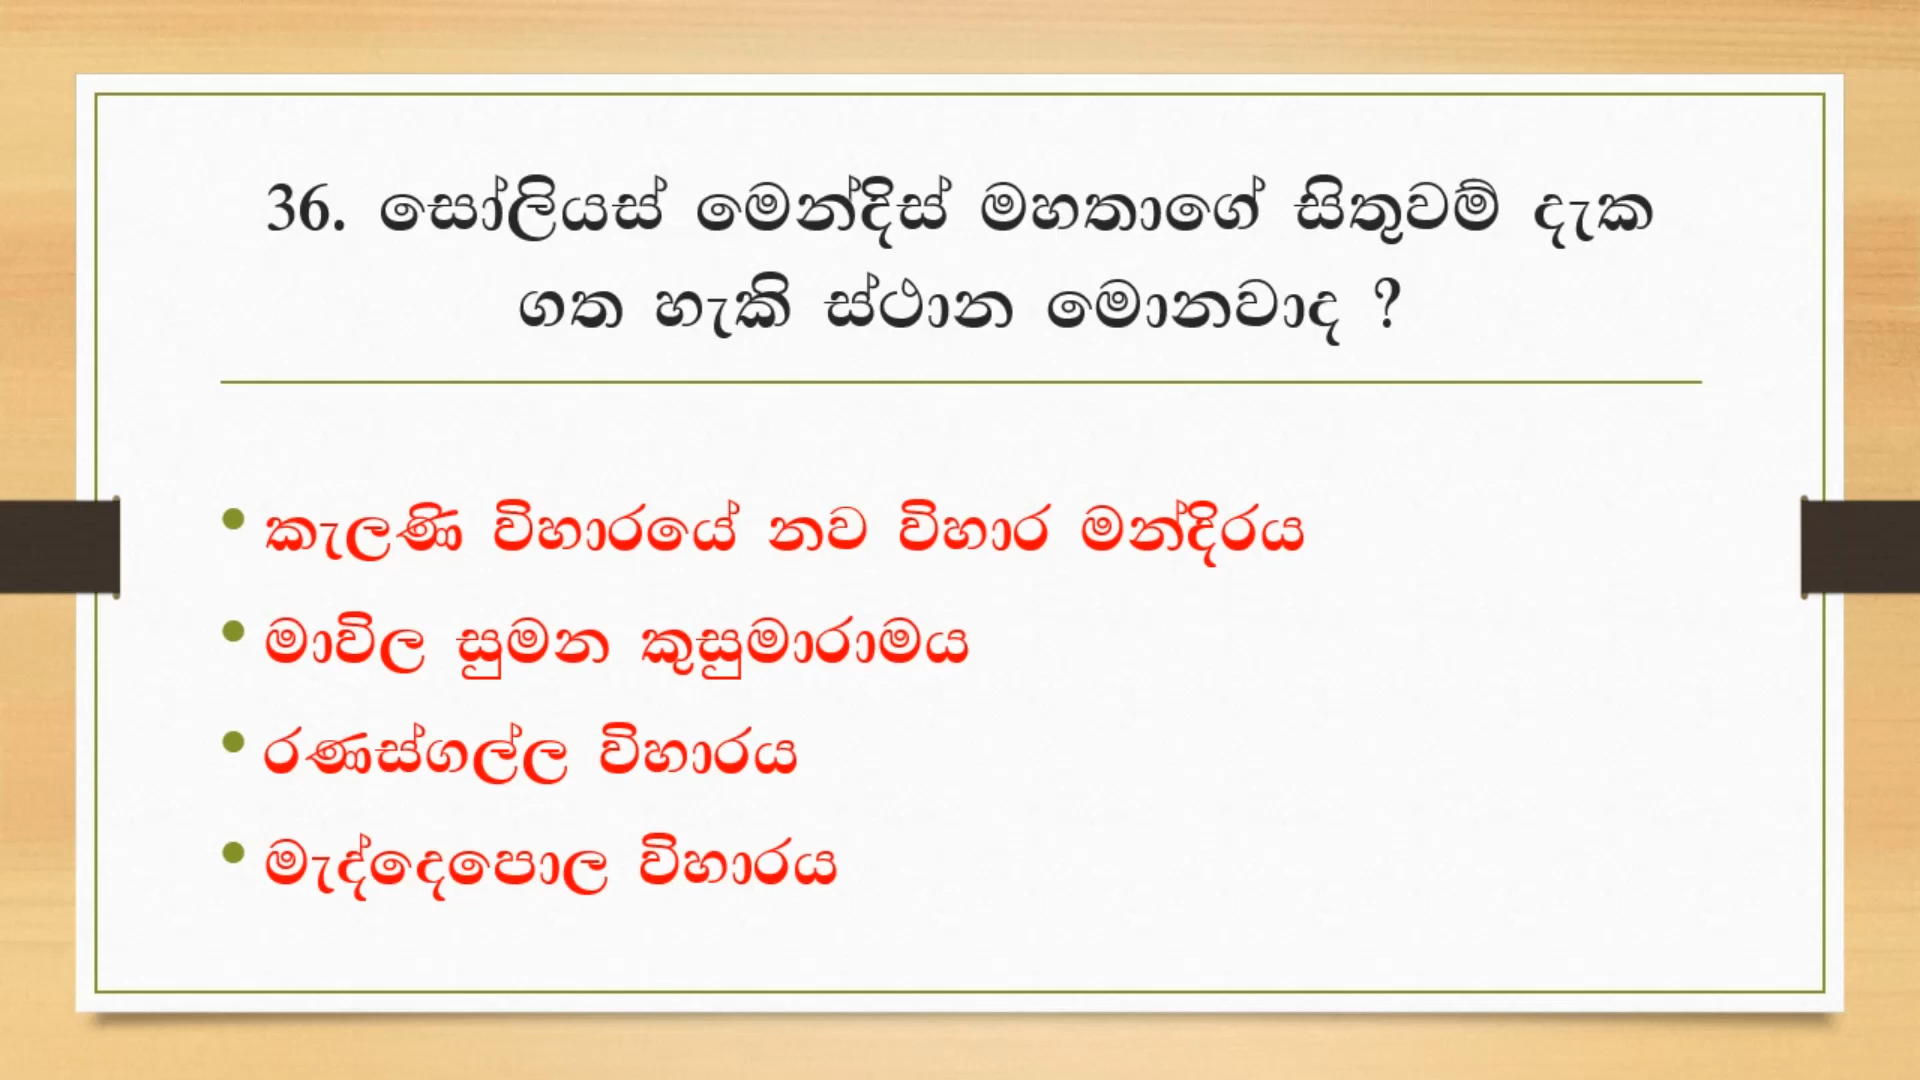 36. සෝලියස් මෙන්දිස් මහතාගේ සිතුවම් දැක
ගත හැකි ස්ථාන මොනවාද ?
• කැලණි විහාරයේ නව විහාර මන්දිරය
• මාවිල සුමන කුසුමාරාමය
• රණස්ගල්ල විහාරය
• මැද්දෙපොල විහාරය